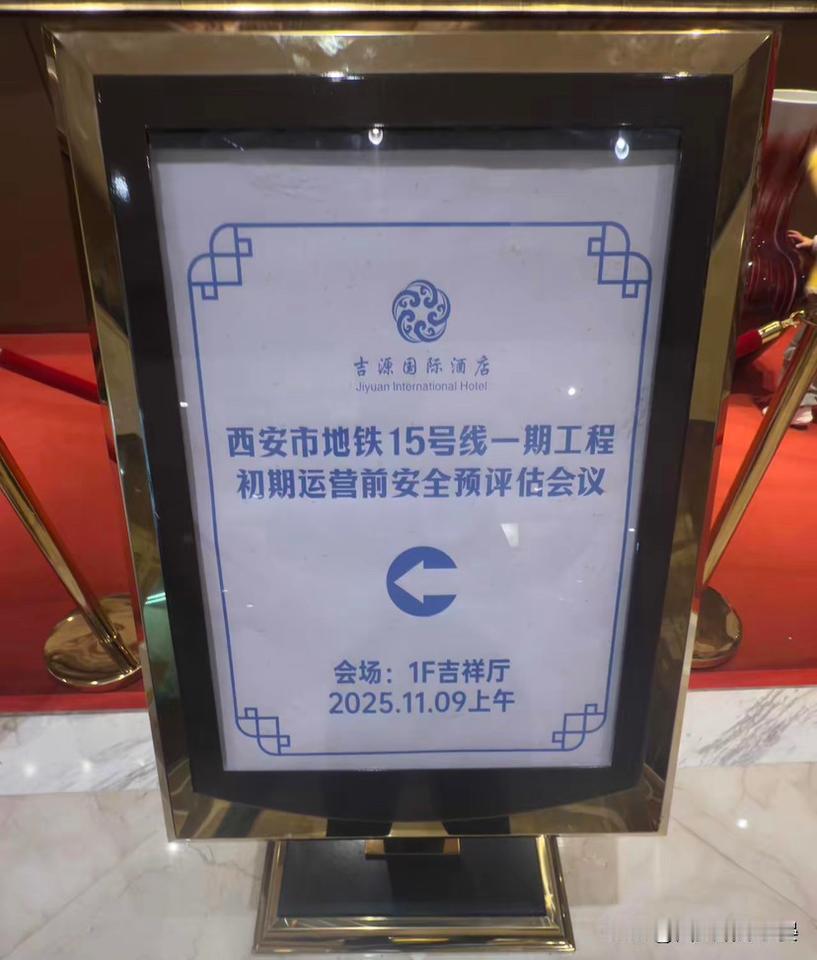 吉源国际酒店
Jiyuan International Hotel
西安市地铁15号线一期工程
初期运营前安全预评估会议
会场：1F吉祥厅
2025.11.09上午